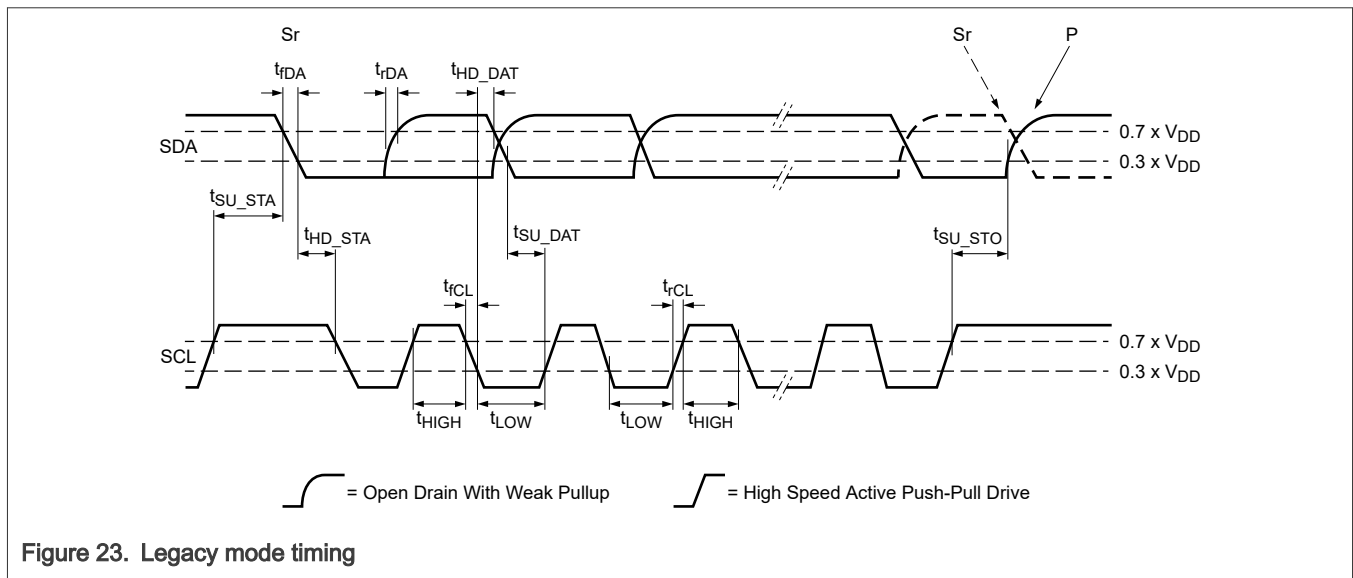 Sr
Sr
P
tfDA
trDA
tHD_DAT
0.7 x VDD
SDA
0.3 x VDD
tSU_STA
tHD_STA
tSU_DAT
tSU_STO
tfCL
trCL
0.7 x VDD
SCL
0.3 x VDD
tHIGH
tLOW
tLOW
tHIGH
= Open Drain With Weak Pullup
= High Speed Active Push-Pull Drive
Figure 23. Legacy mode timing